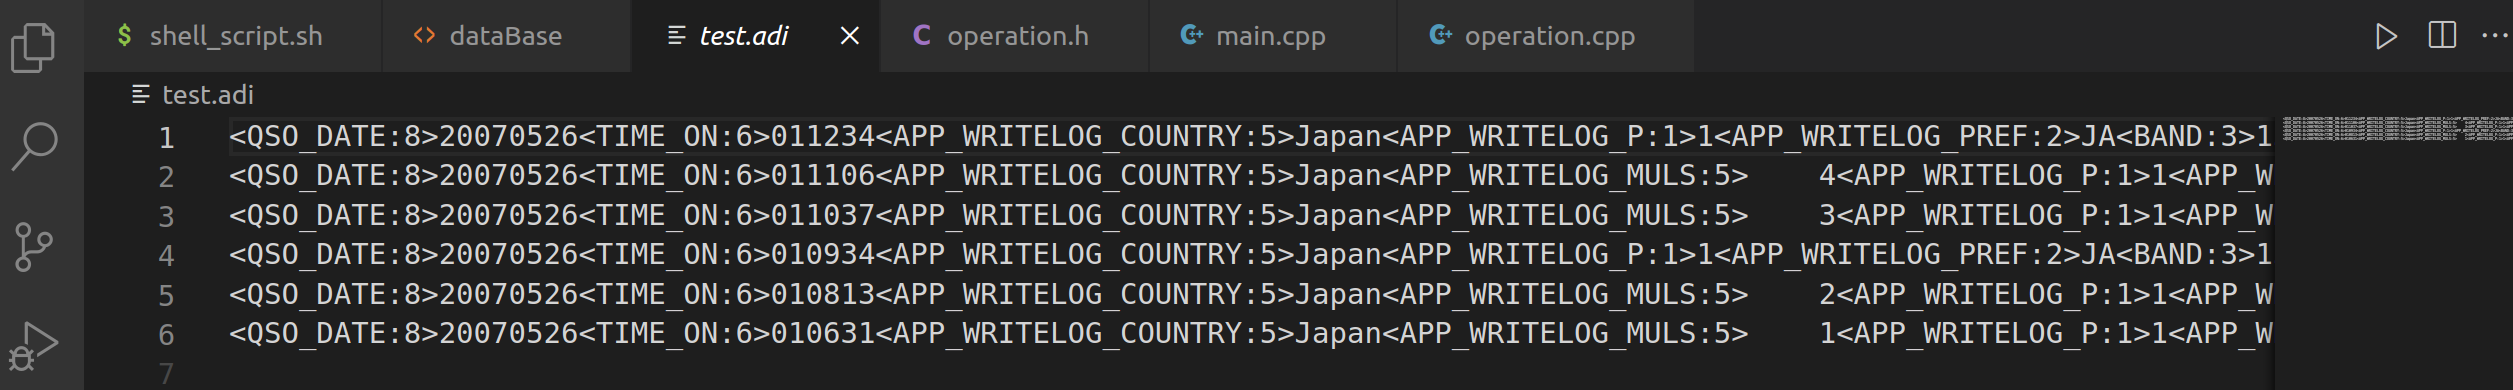 shell_script.sh dataBase test.adi operation.h main.cpp operation.cpp
test.adi
1 <QSO_DATE:8>20070526<TIME_ON:6>011234<APP_WRITELOG_COUNTRY:5>Japan<APP_WRITELOG_P:1>1<APP_WRITELOG_PREF:2>JA<BAND:3>1
2 <QSO_DATE:8>20070526<TIME_ON:6>011106<APP_WRITELOG_COUNTRY:5>Japan<APP_WRITELOG_MULS:5>    4<APP_WRITELOG_P:1>1<APP_W
3 <QSO_DATE:8>20070526<TIME_ON:6>011037<APP_WRITELOG_COUNTRY:5>Japan<APP_WRITELOG_MULS:5>    3<APP_WRITELOG_P:1>1<APP_W
4 <QSO_DATE:8>20070526<TIME_ON:6>010934<APP_WRITELOG_COUNTRY:5>Japan<APP_WRITELOG_P:1>1<APP_WRITELOG_PREF:2>JA<BAND:3>1
5 <QSO_DATE:8>20070526<TIME_ON:6>010813<APP_WRITELOG_COUNTRY:5>Japan<APP_WRITELOG_MULS:5>    2<APP_WRITELOG_P:1>1<APP_W
6 <QSO_DATE:8>20070526<TIME_ON:6>010631<APP_WRITELOG_COUNTRY:5>Japan<APP_WRITELOG_MULS:5>    1<APP_WRITELOG_P:1>1<APP_W
7